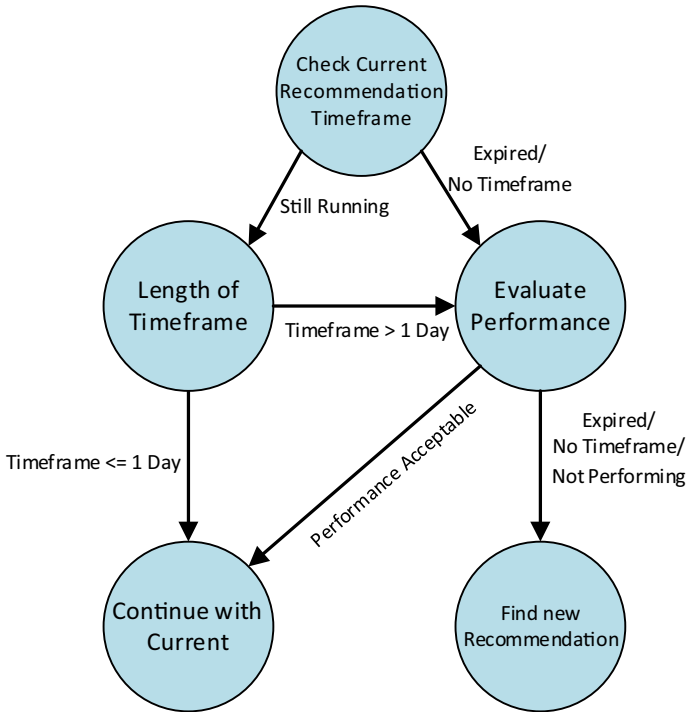 Check Current
Recommendation
Timeframe
Expired/
No Timeframe
Still Running
Length of
Timeframe
Evaluate
Performance
Timeframe > 1 Day
Timeframe <= 1 Day
Performance Acceptable
Expired/
No Timeframe/
Not Performing
Continue with
Current
Find new
Recommendation